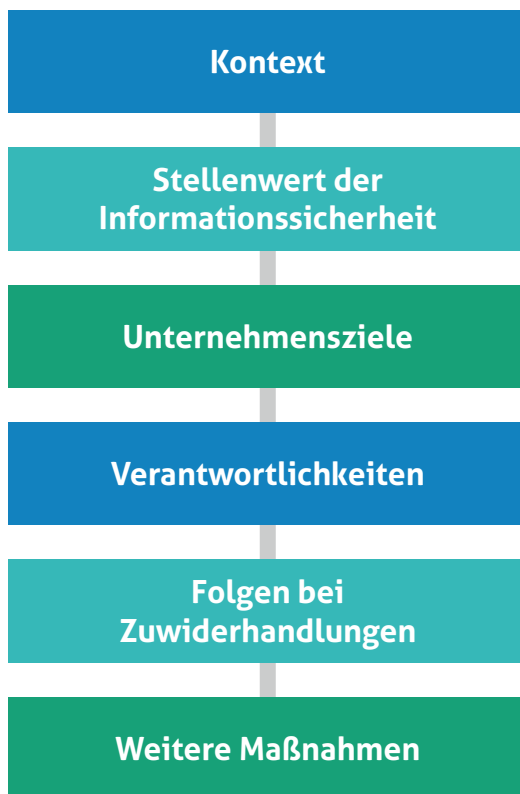 Kontext
Stellenwert der
Informationssicherheit
Unternehmensziele
Verantwortlichkeiten
Folgen bei
Zuwiderhandlungen
Weitere Maßnahmen